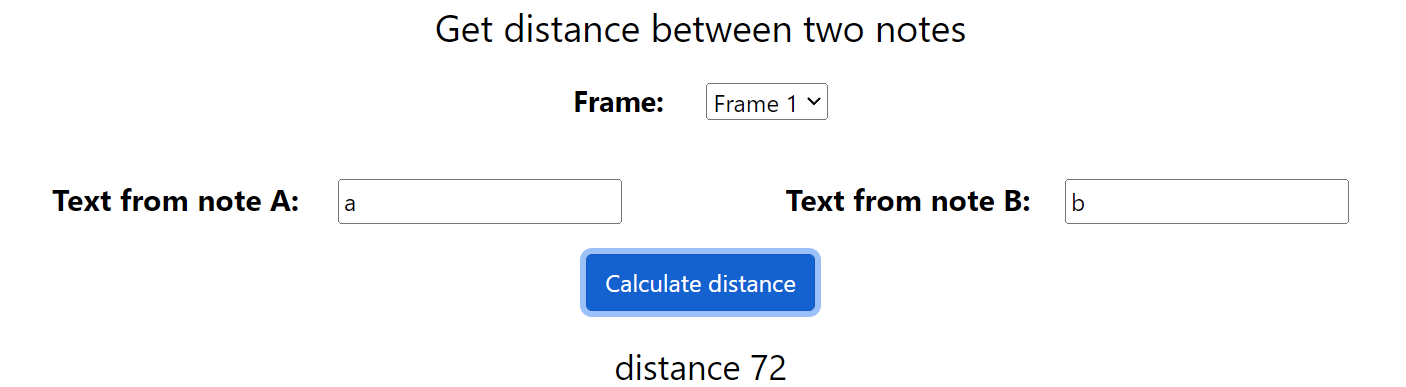 Get distance between two notes
Frame: Frame 1
Text from note A: a Text from note B: b
Calculate distance
distance 72